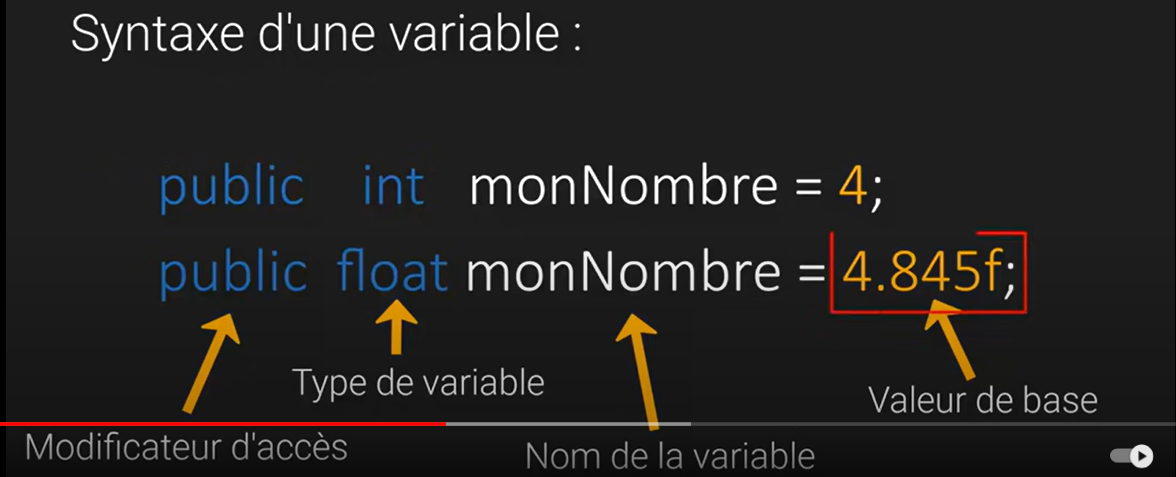 Syntaxe d'une variable :
public int monNombre = 4;
public float monNombre = 4.845f;
Type de variable
Valeur de base
Modificateur d'accès
Nom de la variable